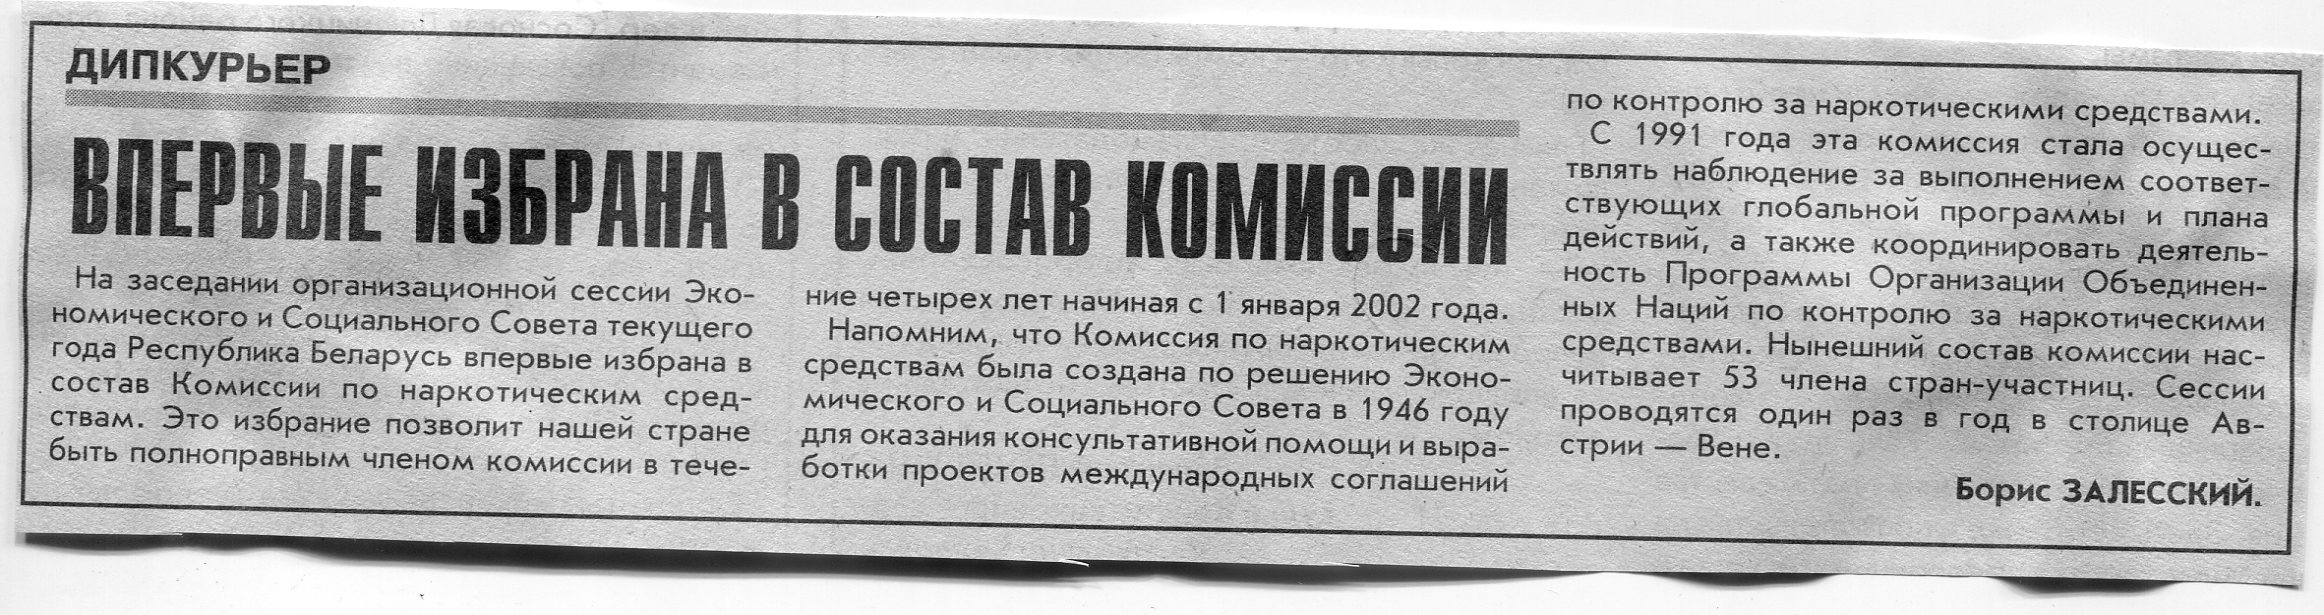 ДИПКУРЬЕР
ВПЕРВЫЕ ИЗБРАНА В СОСТАВ КОМИССИИ
На заседании организационной сессии Эко-
номического и Социального Совета текущего
года Республика Беларусь впервые избрана в
состав Комиссии по наркотическим сред-
ствам. Это избрание позволит нашей стране
быть полноправным членом комиссии в тече-
ние четырех лет начиная с 1 января 2002 года.
Напомним, что Комиссия по наркотическим
средствам была создана по решению Эконо-
мического и Социального Совета в 1946 году
для оказания консультативной помощи и выра-
ботки проектов международных соглашений
по контролю за наркотическими средствами.
С 1991 года эта комиссия стала осущес-
твлять наблюдение за выполнением соответ-
ствующих глобальной программы и плана
действий, а также координировать деятель-
ность Программы Организации Объединен-
ных Наций по контролю за наркотическими
средствами. Нынешний состав комиссии нас-
читывает 53 члена стран-участниц. Сессии
проводятся один раз в год в столице Ав-
стрии — Вене.
Борис ЗАЛЕССКИЙ.